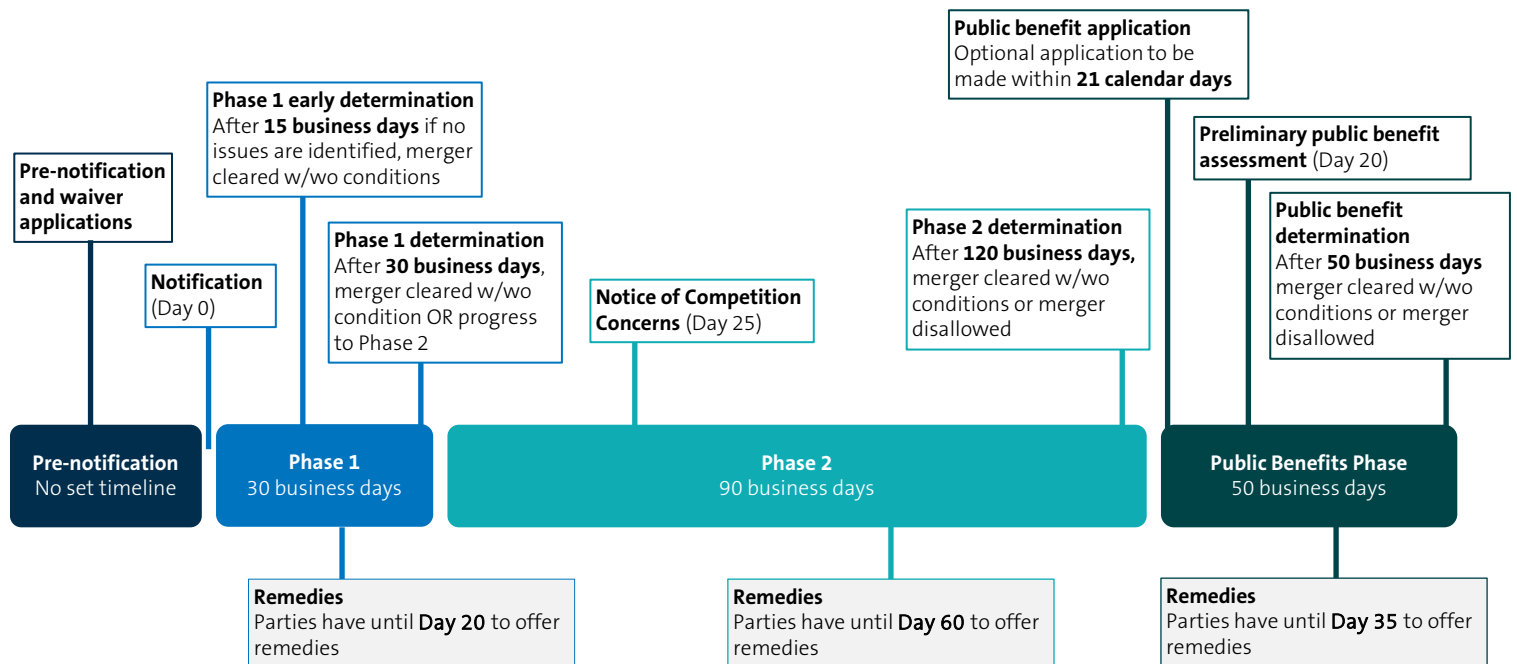 Pre-notification
and waiver
applications
Notification
(Day 0)
Phase 1 early determination
After 15 business days if no
issues are identified, merger
cleared w/wo conditions
Phase 1 determination
After 30 business days,
merger cleared w/wo
condition OR progress
to Phase 2
Notice of Competition
Concerns (Day 25)
Phase 2 determination
After 120 business days,
merger cleared w/wo
conditions or merger
disallowed
Public benefit application
Optional application to be
made within 21 calendar days
Preliminary public benefit
assessment (Day 20)
Public benefit
determination
After 50 business days
merger cleared w/wo
conditions or merger
disallowed
Pre-notification
No set timeline
Phase 1
30 business days
Phase 2
90 business days
Public Benefits Phase
50 business days
Remedies
Parties have until Day 20 to offer
remedies
Remedies
Parties have until Day 60 to offer
remedies
Remedies
Parties have until Day 35 to offer
remedies